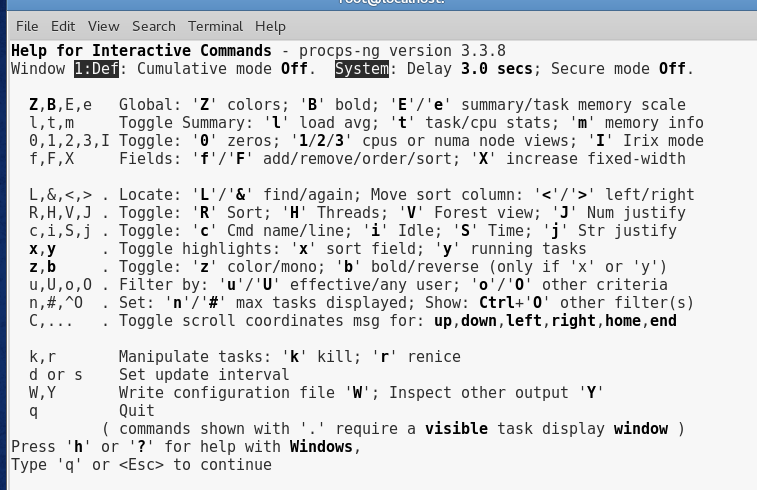 root@localhost:
File Edit View Search Terminal Help
Help for Interactive Commands - procps-ng version 3.3.8
Window 1:Def: Cumulative mode Off.  System: Delay 3.0 secs; Secure mode Off.

  Z,B,E,e   Global: 'Z' colors; 'B' bold; 'E'/'e' summary/task memory scale
  l,t,m     Toggle Summary: 'l' load avg; 't' task/cpu stats; 'm' memory info
  0,1,2,3,I Toggle: '0' zeros; '1/2/3' cpus or numa node views; 'I' Irix mode
  f,F,X     Fields: 'f'/'F' add/remove/order/sort; 'X' increase fixed-width

  L,&,<,> . Locate: 'L'/'&' find/again; Move sort column: '<'/'>' left/right
  R,H,V,J . Toggle: 'R' Sort; 'H' Threads; 'V' Forest view; 'J' Num justify
  c,i,S,j . Toggle: 'c' Cmd name/line; 'i' Idle; 'S' Time; 'j' Str justify
  x,y     . Toggle highlights: 'x' sort field; 'y' running tasks
  z,b     . Toggle: 'z' color/mono; 'b' bold/reverse (only if 'x' or 'y')
  u,U,o,O . Filter by: 'u'/'U' effective/any user; 'o'/'O' other criteria
  n,#,^O  . Set: 'n'/'#' max tasks displayed; Show: Ctrl+'O' other filter(s)
  C,...   . Toggle scroll coordinates msg for: up,down,left,right,home,end

  k,r       Manipulate tasks: 'k' kill; 'r' renice
  d or s    Set update interval
  W,Y       Write configuration file 'W'; Inspect other output 'Y'
  q         Quit
          ( commands shown with '.' require a visible task display window )
Press 'h' or '?' for help with Windows,
Type 'q' or <Esc> to continue